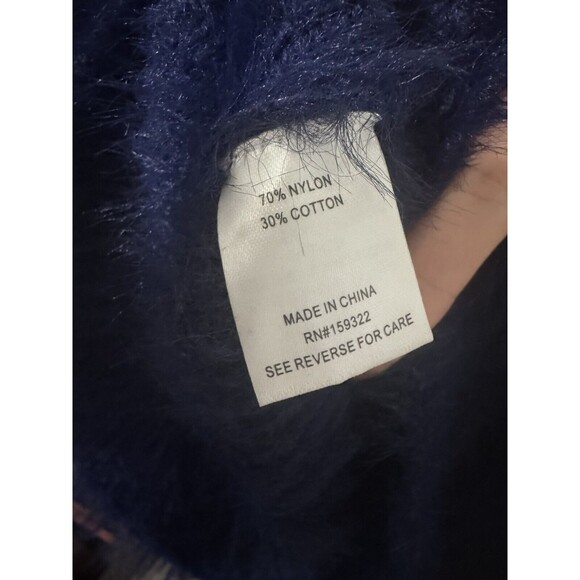 70% NYLON
30% COTTON
MADE IN CHINA
RN#159322
SEE REVERSE FOR CARE